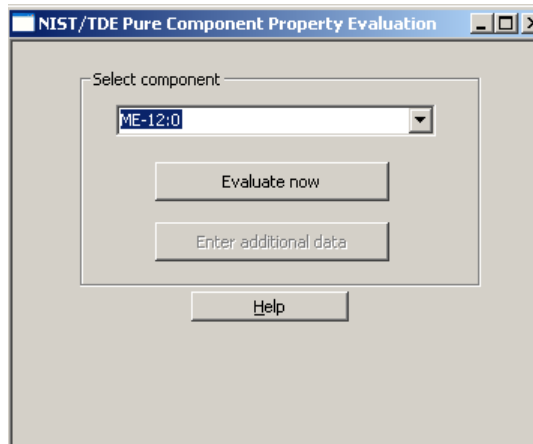 NIST/TDE Pure Component Property Evaluation
Select component
ME-12:0
Evaluate now
Enter additional data
Help